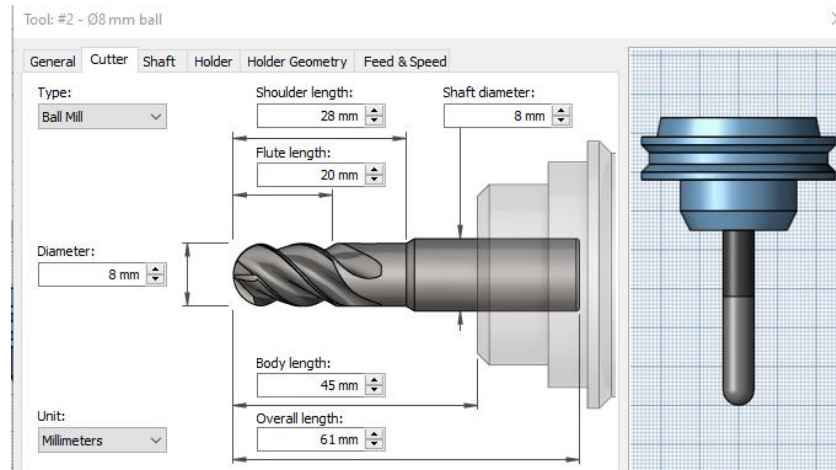 Tool: #2 - Ø8 mm ball
General Cutter Shaft Holder Holder Geometry Feed & Speed
Type:
Ball Mill
Shoulder length:
28 mm
Shaft diameter:
8 mm
Flute length:
20 mm
Diameter:
8 mm
Body length:
45 mm
Unit:
Millimeters
Overall length:
61 mm